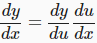 dy/dx = dy/du du/dx